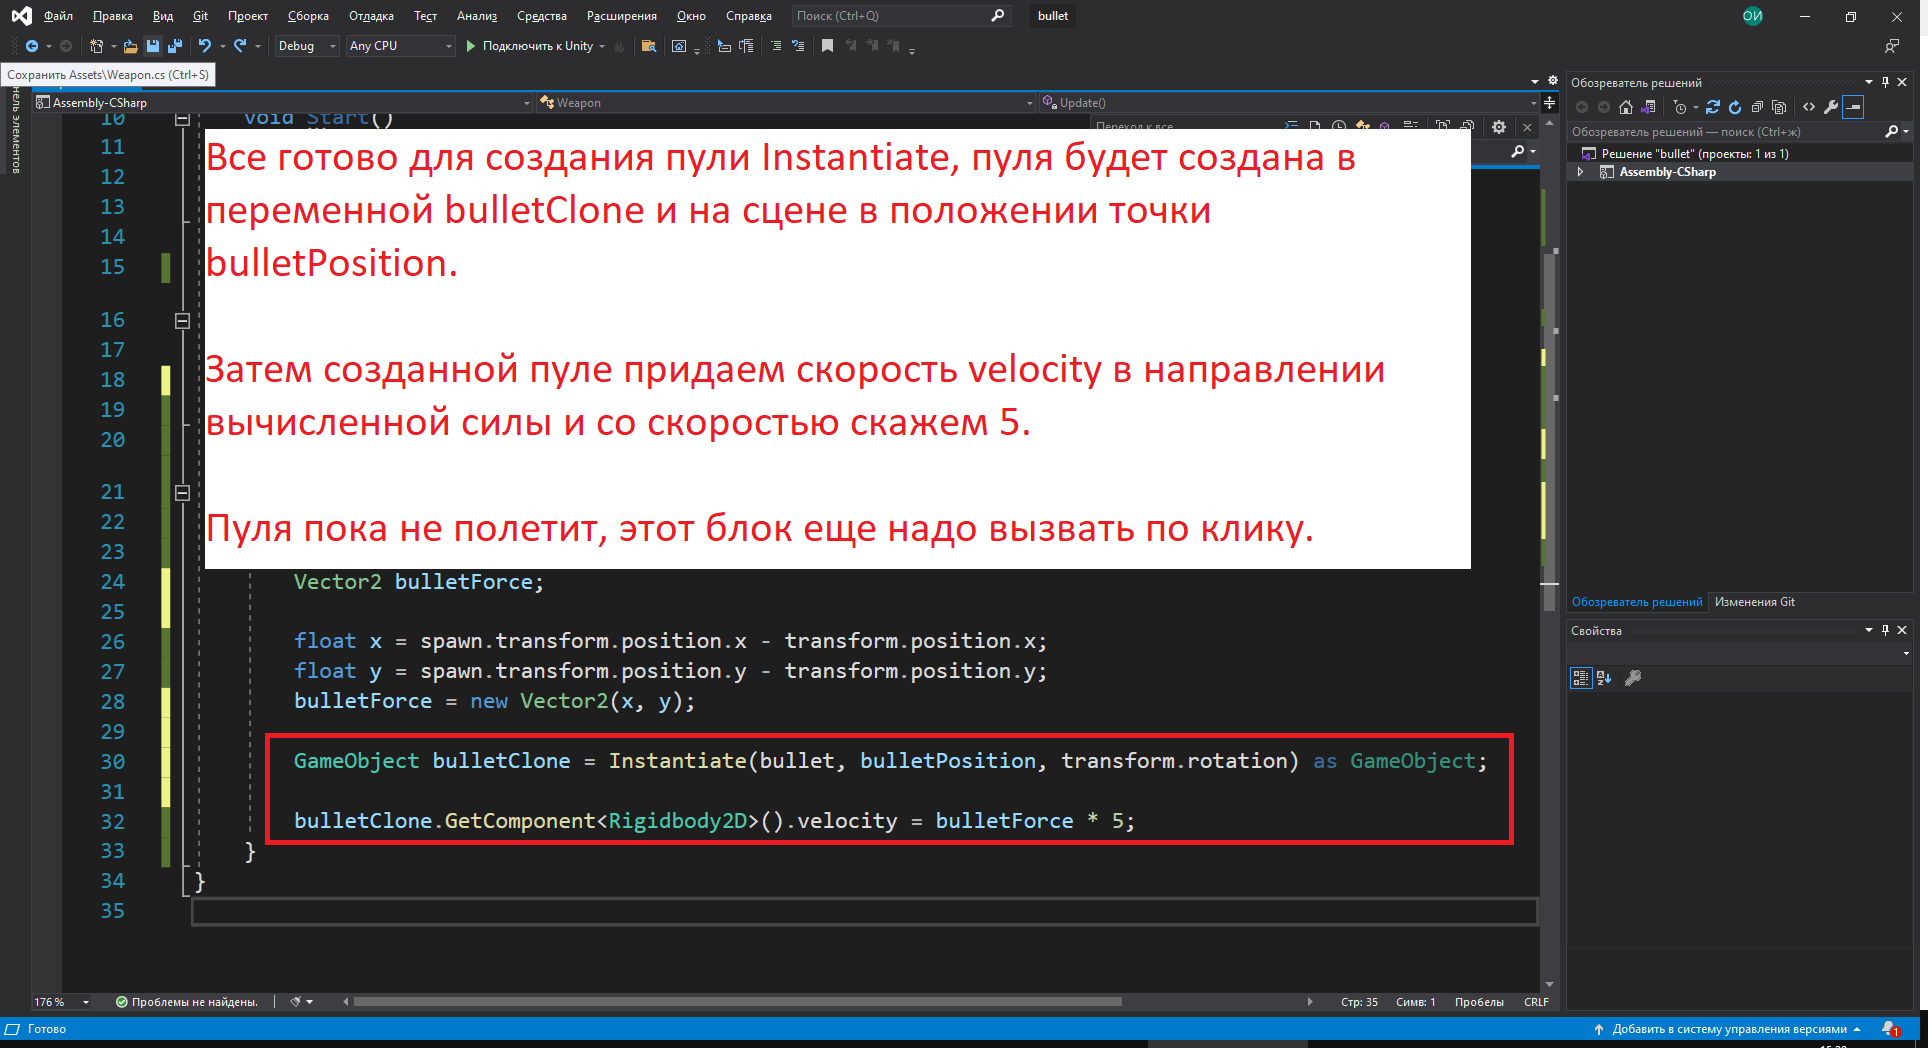 Файл Правка Вид Git Проект Сборка Отладка Тест Анализ Средства Расширения Окно Справка Поиск (Ctrl+Q) bullet ОИ
Debug Any CPU Подключить к Unity
Сохранить Assets\Weapon.cs (Ctrl+S)
Assembly-CSharp Weapon Update()
Переход к все
10 void Start()
11
12
13
14
15
16
17
18
19
20
21
22
23
Все готово для создания пули Instantiate, пуля будет создана в
переменной bulletClone и на сцене в положении точки
bulletPosition.
Затем созданной пуле придаем скорость velocity в направлении
вычисленной силы и со скоростью скажем 5.
Пуля пока не полетит, этот блок еще надо вызвать по клику.
24 Vector2 bulletForce;
25
26 float x = spawn.transform.position.x - transform.position.x;
27 float y = spawn.transform.position.y - transform.position.y;
28 bulletForce = new Vector2(x, y);
29
30 GameObject bulletClone = Instantiate(bullet, bulletPosition, transform.rotation) as GameObject;
31
32 bulletClone.GetComponent<Rigidbody2D>().velocity = bulletForce * 5;
33 }
34 }
35
176 % Проблемы не найдены. Стр: 35 Симв: 1 Пробелы CRLF
Обозреватель решений
Обозреватель решений — поиск (Ctrl+ж)
Решение "bullet" (проекты: 1 из 1)
Assembly-CSharp
Обозреватель решений Изменения Git
Свойства
Готово Добавить в систему управления версиями 1